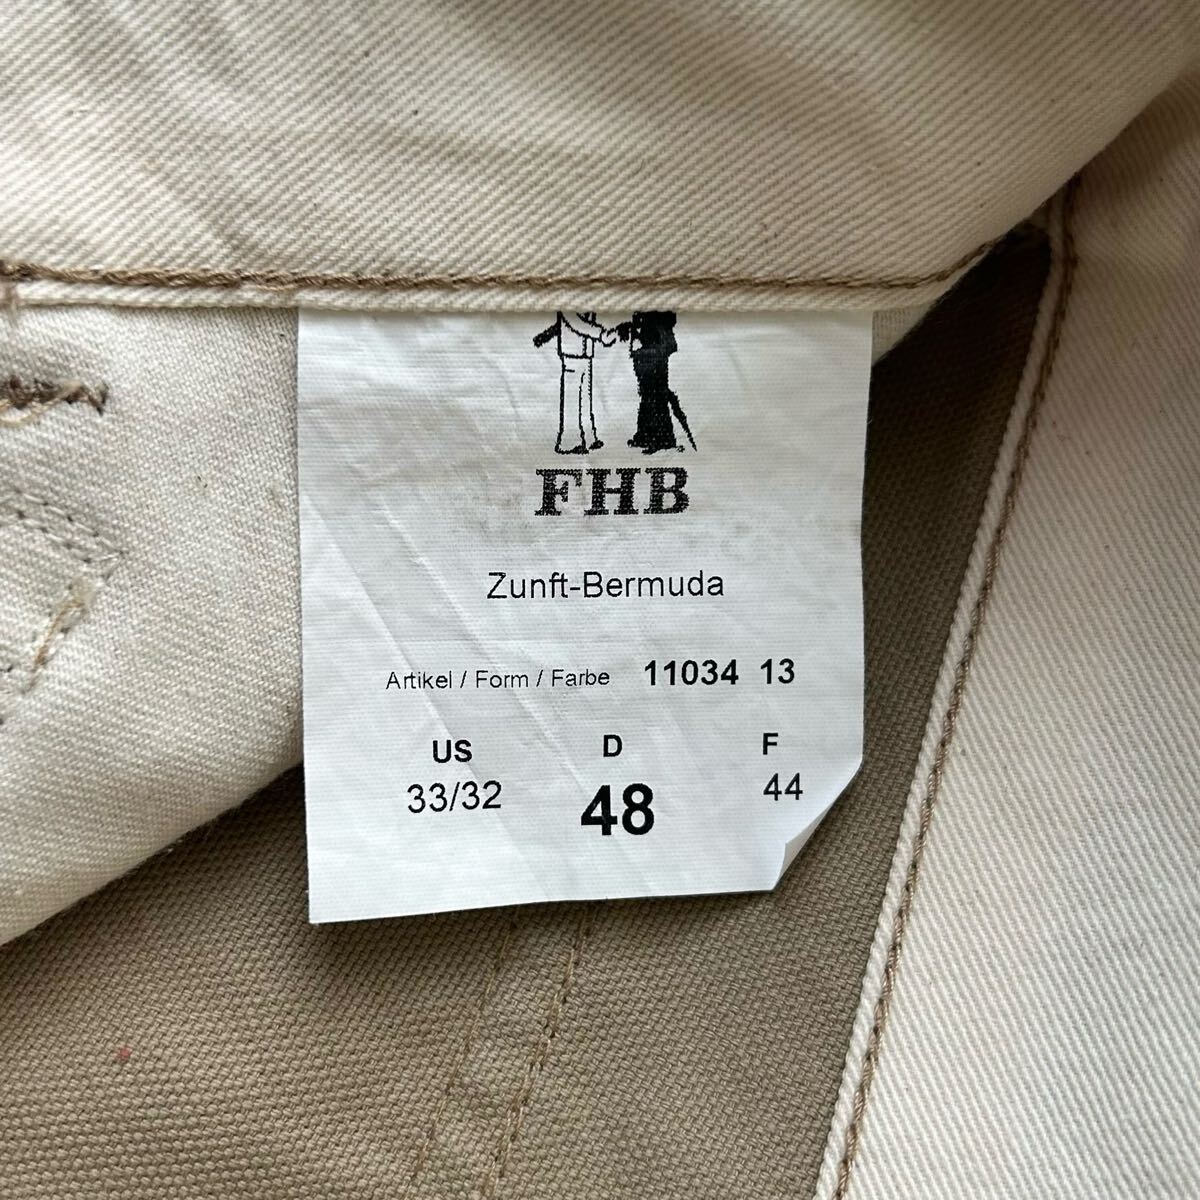 FHB
Zunft-Bermuda
Artikel / Form / Farbe 11034 13
US D F
33/32 48 44